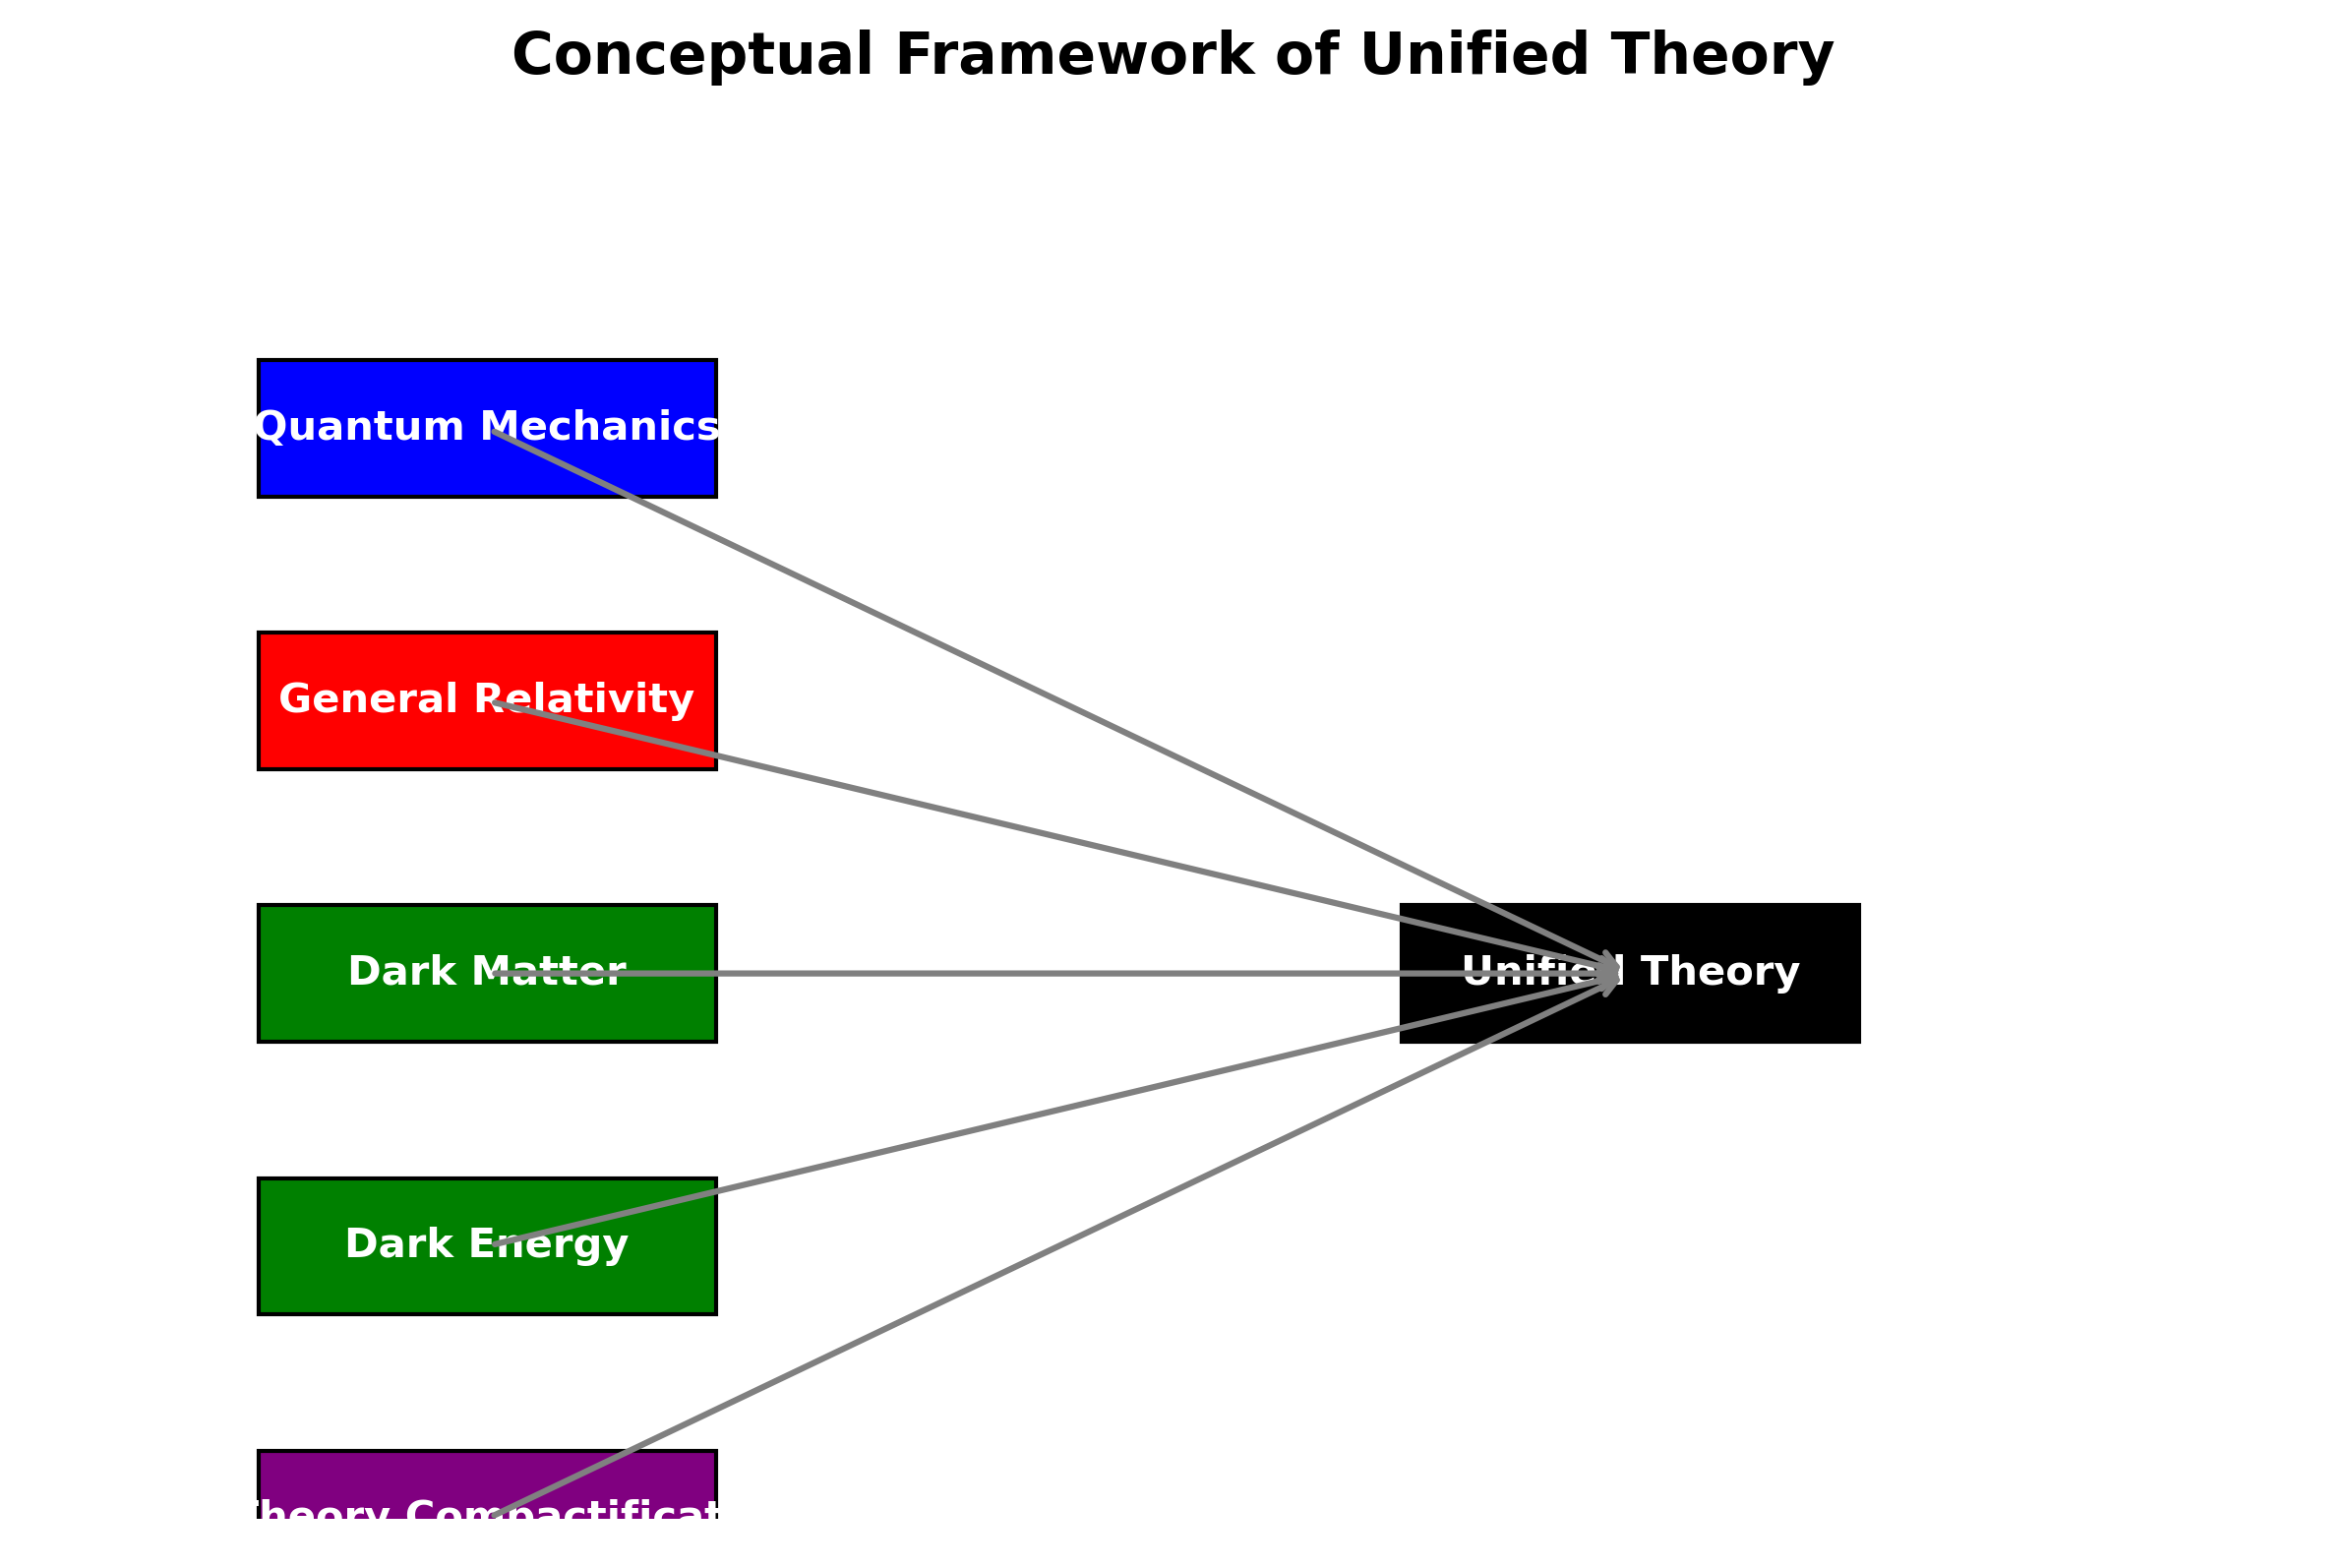 Conceptual Framework of Unified Theory
Quantum Mechanics
General Relativity
Dark Matter
Unified Theory
Dark Energy